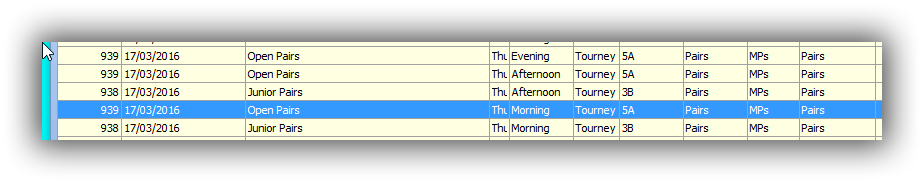 939 17/03/2016 Open Pairs Thu Evening Tourney 5A Pairs MPs Pairs
939 17/03/2016 Open Pairs Thu Afternoon Tourney 5A Pairs MPs Pairs
938 17/03/2016 Junior Pairs Thu Afternoon Tourney 3B Pairs MPs Pairs
939 17/03/2016 Open Pairs Thu Morning Tourney 5A Pairs MPs Pairs
938 17/03/2016 Junior Pairs Thu Morning Tourney 3B Pairs MPs Pairs